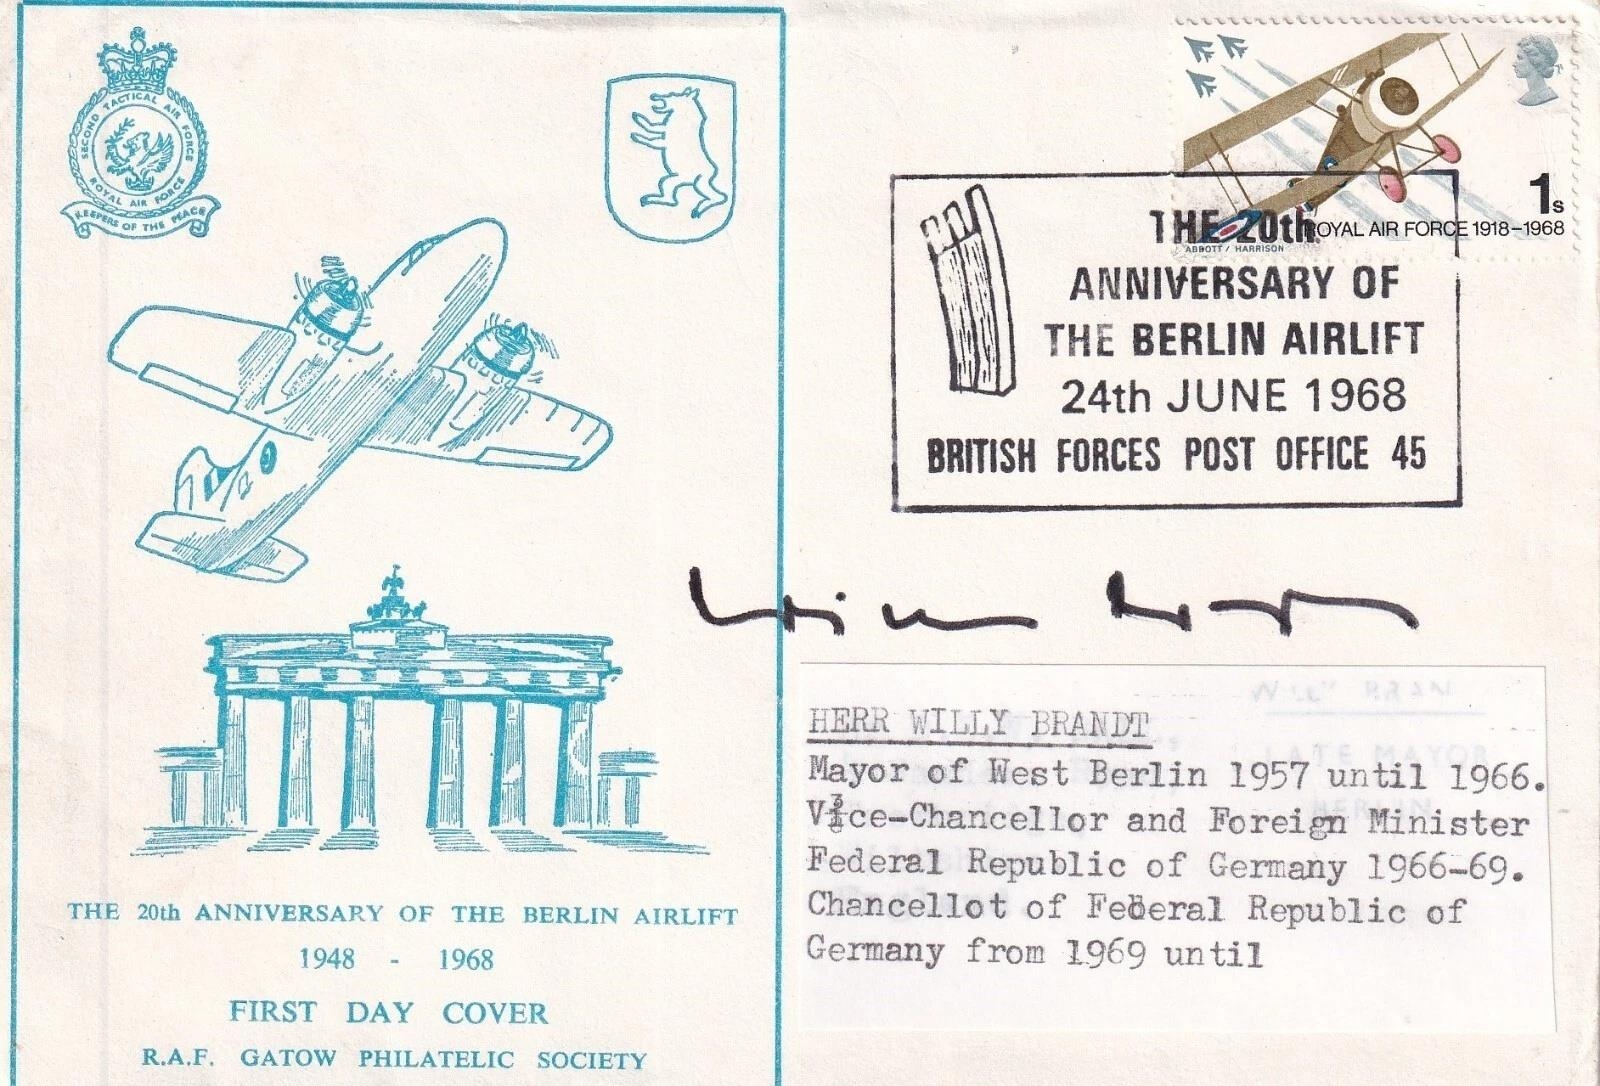 SECOND TACTICAL AIR FORCE
ROYAL AIR FORCE
KEEPERS OF THE PEACE
1s
ROYAL AIR FORCE 1918-1968
ABBOTT / HARRISON
THE 20th
ANNIVERSARY OF
THE BERLIN AIRLIFT
24th JUNE 1968
BRITISH FORCES POST OFFICE 45
HERR WILLY BRANDT
Mayor of West Berlin 1957 until 1966.
Vice-Chancellor and Foreign Minister
Federal Republic of Germany 1966-69.
Chancellot of Federal Republic of
Germany from 1969 until
THE 20th ANNIVERSARY OF THE BERLIN AIRLIFT
1948 - 1968
FIRST DAY COVER
R.A.F. GATOW PHILATELIC SOCIETY